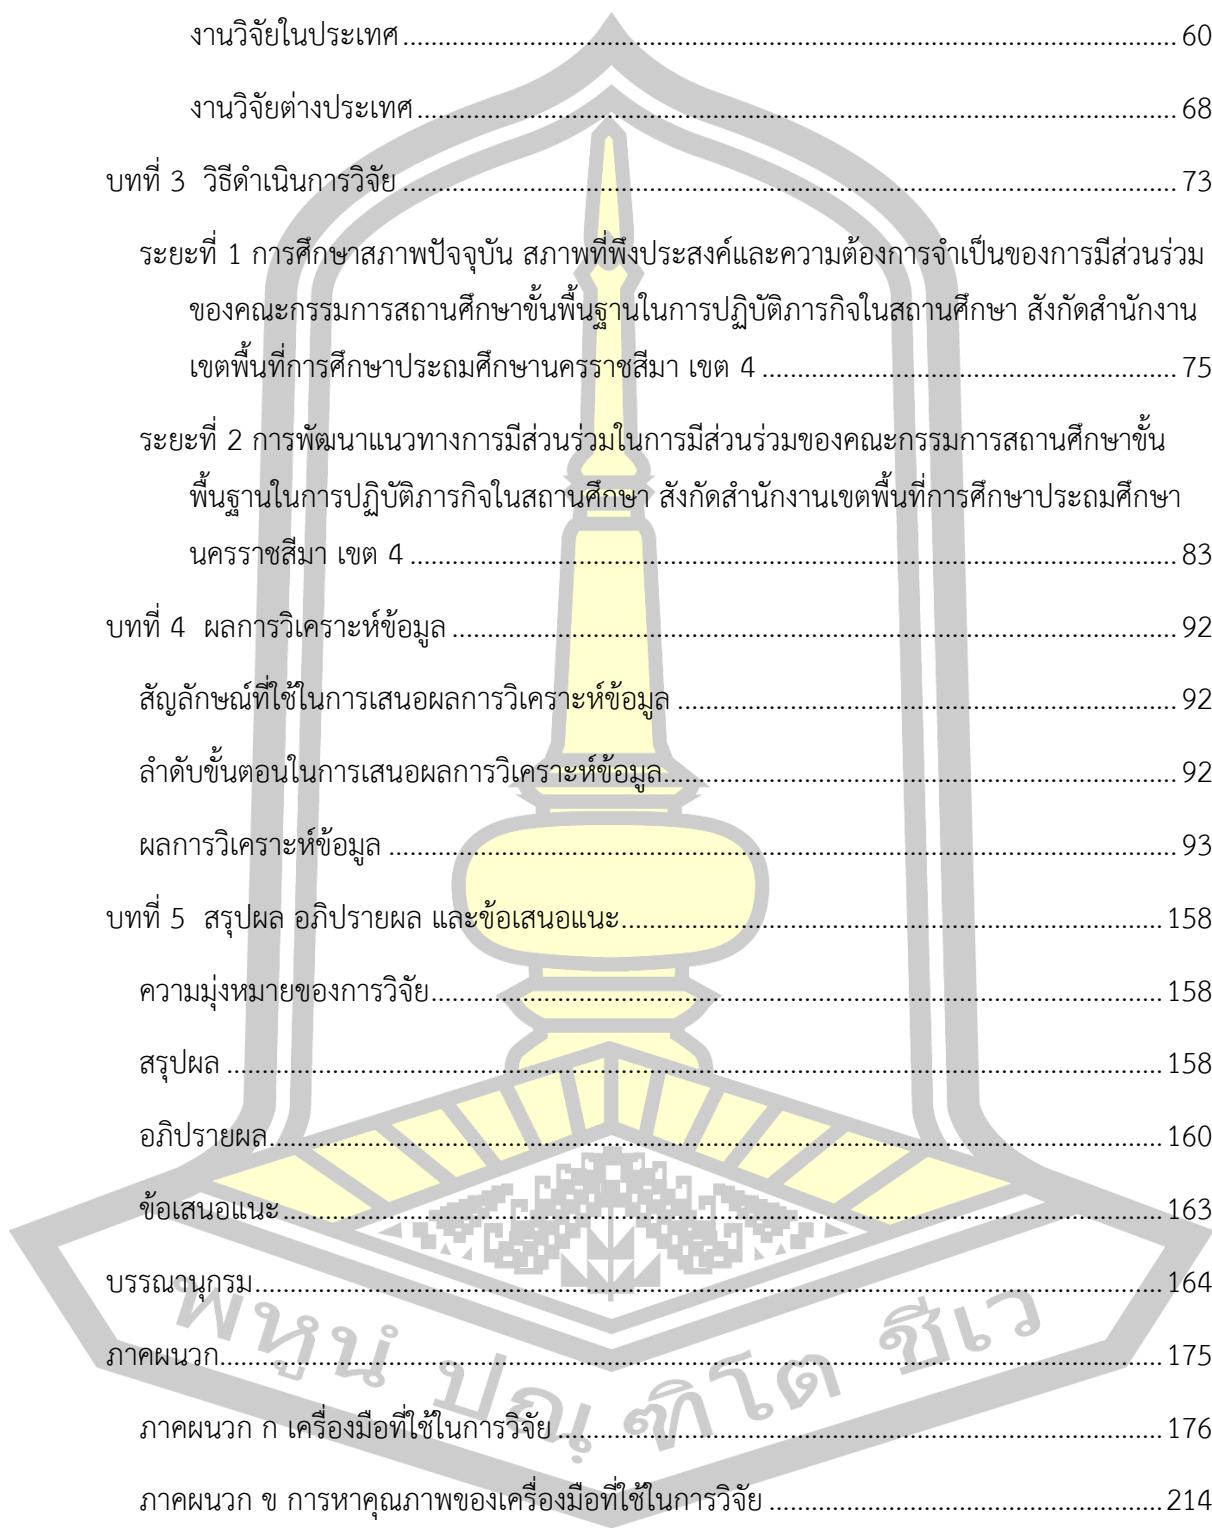 งานวิจัยในประเทศ ........ 60
งานวิจัยต่างประเทศ ........ 68
บทที่ 3 วิธีดำเนินการวิจัย ........ 73
ระยะที่ 1 การศึกษาสภาพปัจจุบัน สภาพที่พึงประสงค์และความต้องการจำเป็นของการมีส่วนร่วม
ของคณะกรรมการสถานศึกษาขั้นพื้นฐานในการปฏิบัติภารกิจในสถานศึกษา สังกัดสำนักงาน
เขตพื้นที่การศึกษาประถมศึกษานครราชสีมา เขต 4 ........ 75
ระยะที่ 2 การพัฒนาแนวทางการมีส่วนร่วมในการมีส่วนร่วมของคณะกรรมการสถานศึกษาขั้น
พื้นฐานในการปฏิบัติภารกิจในสถานศึกษา สังกัดสำนักงานเขตพื้นที่การศึกษาประถมศึกษา
นครราชสีมา เขต 4 ........ 83
บทที่ 4 ผลการวิเคราะห์ข้อมูล ........ 92
สัญลักษณ์ที่ใช้ในการเสนอผลการวิเคราะห์ข้อมูล ........ 92
ลำดับขั้นตอนในการเสนอผลการวิเคราะห์ข้อมูล ........ 92
ผลการวิเคราะห์ข้อมูล ........ 93
บทที่ 5 สรุปผล อภิปรายผล และข้อเสนอแนะ ........ 158
ความมุ่งหมายของการวิจัย ........ 158
สรุปผล ........ 158
อภิปรายผล ........ 160
ข้อเสนอแนะ ........ 163
บรรณานุกรม ........ 164
ภาคผนวก ........ 175
ภาคผนวก ก เครื่องมือที่ใช้ในการวิจัย ........ 176
ภาคผนวก ข การหาคุณภาพของเครื่องมือที่ใช้ในการวิจัย ........ 214
พหูนํ ปณฺฑิโต ชีเว